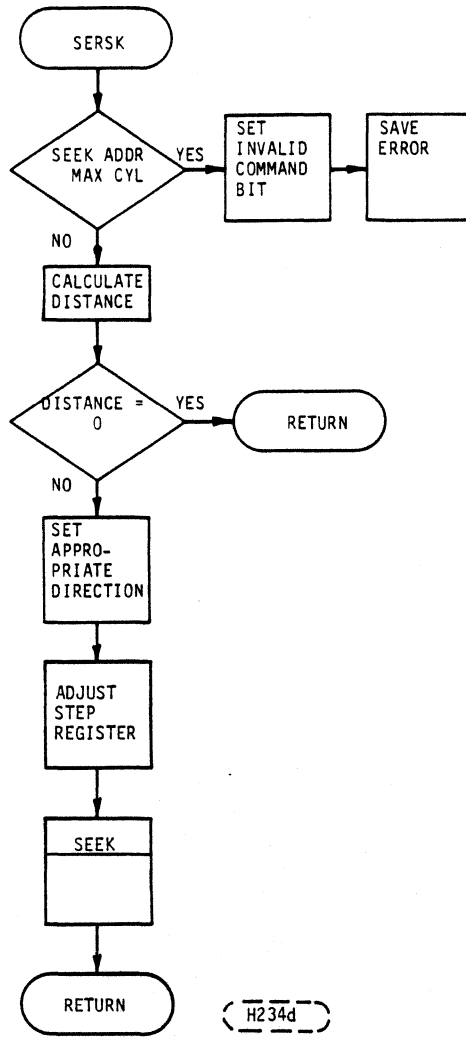 SERSK
SEEK ADDR
MAX CYL
YES
SET
INVALID
COMMAND
BIT
SAVE
ERROR
NO
CALCULATE
DISTANCE
DISTANCE =
0
YES
RETURN
NO
SET
APPRO-
PRIATE
DIRECTION
ADJUST
STEP
REGISTER
SEEK
RETURN
H234d